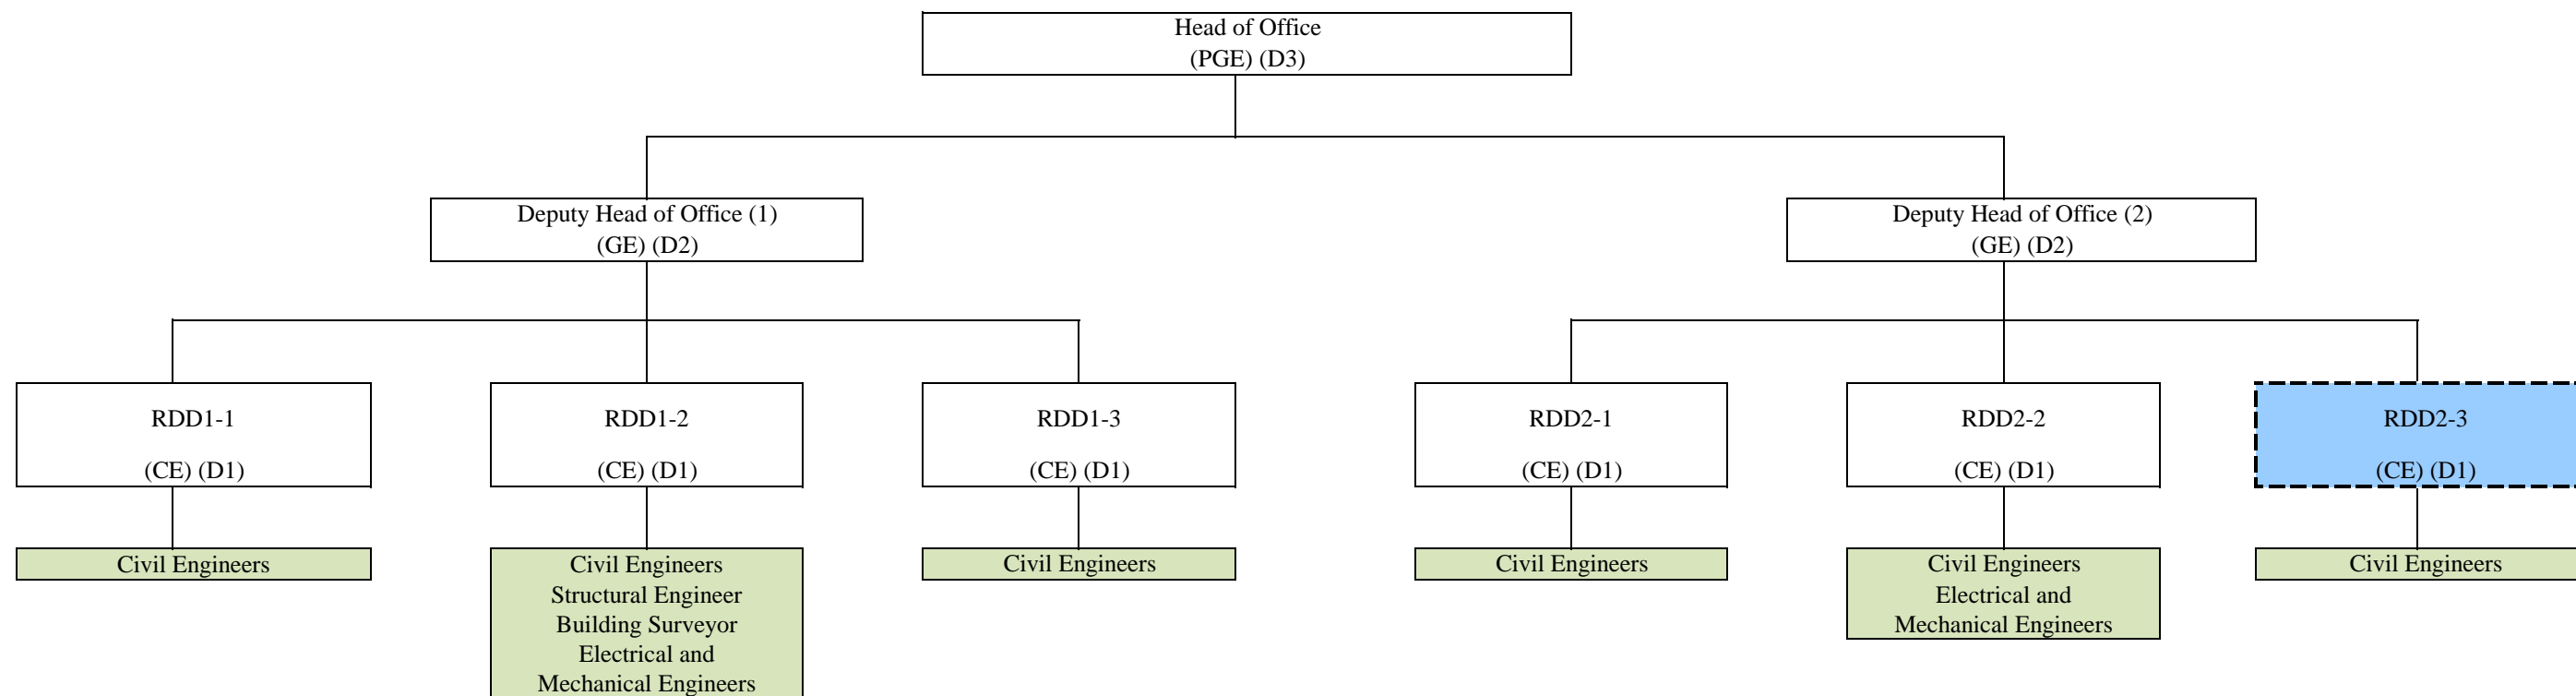 Head of Office
(PGE) (D3)
Deputy Head of Office (1)
(GE) (D2)
Deputy Head of Office (2)
(GE) (D2)
RDD1-1
(CE) (D1)
RDD1-2
(CE) (D1)
RDD1-3
(CE) (D1)
RDD2-1
(CE) (D1)
RDD2-2
(CE) (D1)
RDD2-3
(CE) (D1)
Civil Engineers
Civil Engineers
Structural Engineer
Building Surveyor
Electrical and
Mechanical Engineers
Civil Engineers
Civil Engineers
Civil Engineers
Electrical and
Mechanical Engineers
Civil Engineers